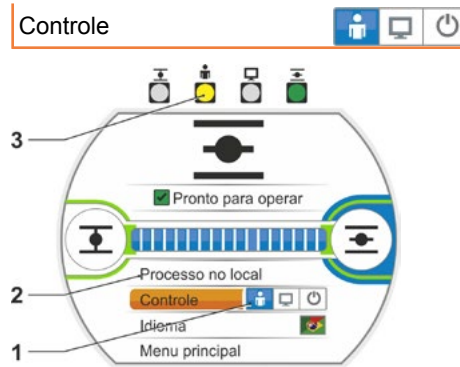 Controle
3
Pronto para operar
2
Processo no local
Controle
Idioma
1
Menu principal